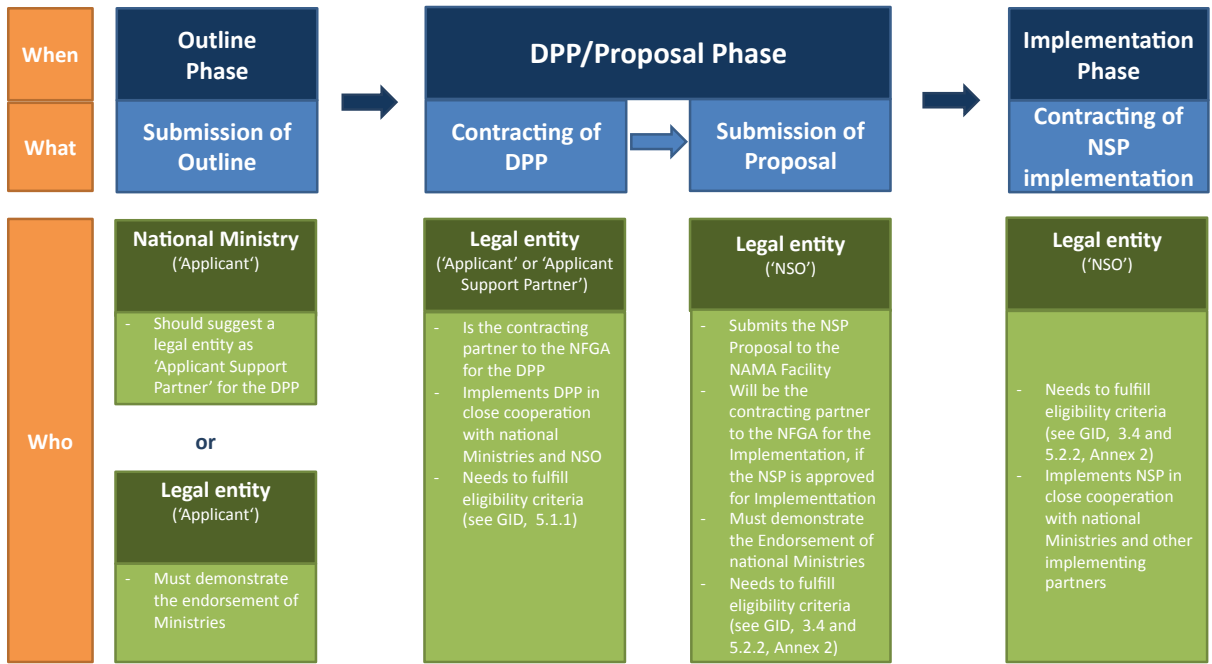 When
Outline
Phase
DPP/Proposal Phase
Implementation
Phase
What
Submission of
Outline
Contracting of
DPP
Submission of
Proposal
Contracting of
NSP
implementation
Who
National Ministry
(‘Applicant’)
- Should suggest a
legal entity as
‘Applicant Support
Partner’ for the DPP
or
Legal entity
(‘Applicant‘)
- Must demonstrate
the endorsement of
Ministries
Legal entity
(‘Applicant’ or ‘Applicant
Support Partner’)
- Is the contracting
partner to the NFGA
for the DPP
- Implements DPP in
close cooperation
with national
Ministries and NSO
- Needs to fulfill
eligibility criteria
(see GID, 5.1.1)
Legal entity
(‘NSO’)
- Submits the NSP
Proposal to the
NAMA Facility
- Will be the
contracting partner
to the NFGA for the
Implementation, if
the NSP is approved
for Implementtation
- Must demonstrate
the Endorsement of
national Ministries
- Needs to fulfill
eligibility criteria
(see GID, 3.4 and
5.2.2, Annex 2)
Legal entity
(‘NSO’)
- Needs to fulfill
eligibility criteria
(see GID, 3.4 and
5.2.2, Annex 2)
- Implements NSP in
close cooperation
with national
Ministries and other
implementing
partners